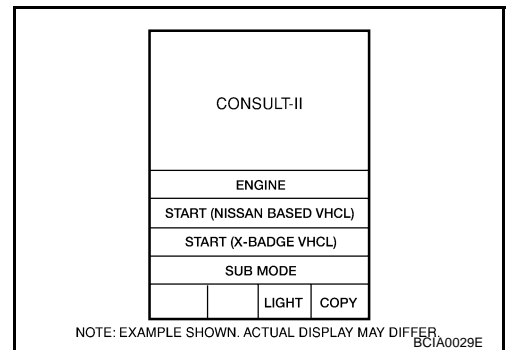 CONSULT-II
ENGINE
START (NISSAN BASED VHCL)
START (X-BADGE VHCL)
SUB MODE
LIGHT COPY
NOTE: EXAMPLE SHOWN. ACTUAL DISPLAY MAY DIFFER.
BCIA0029E